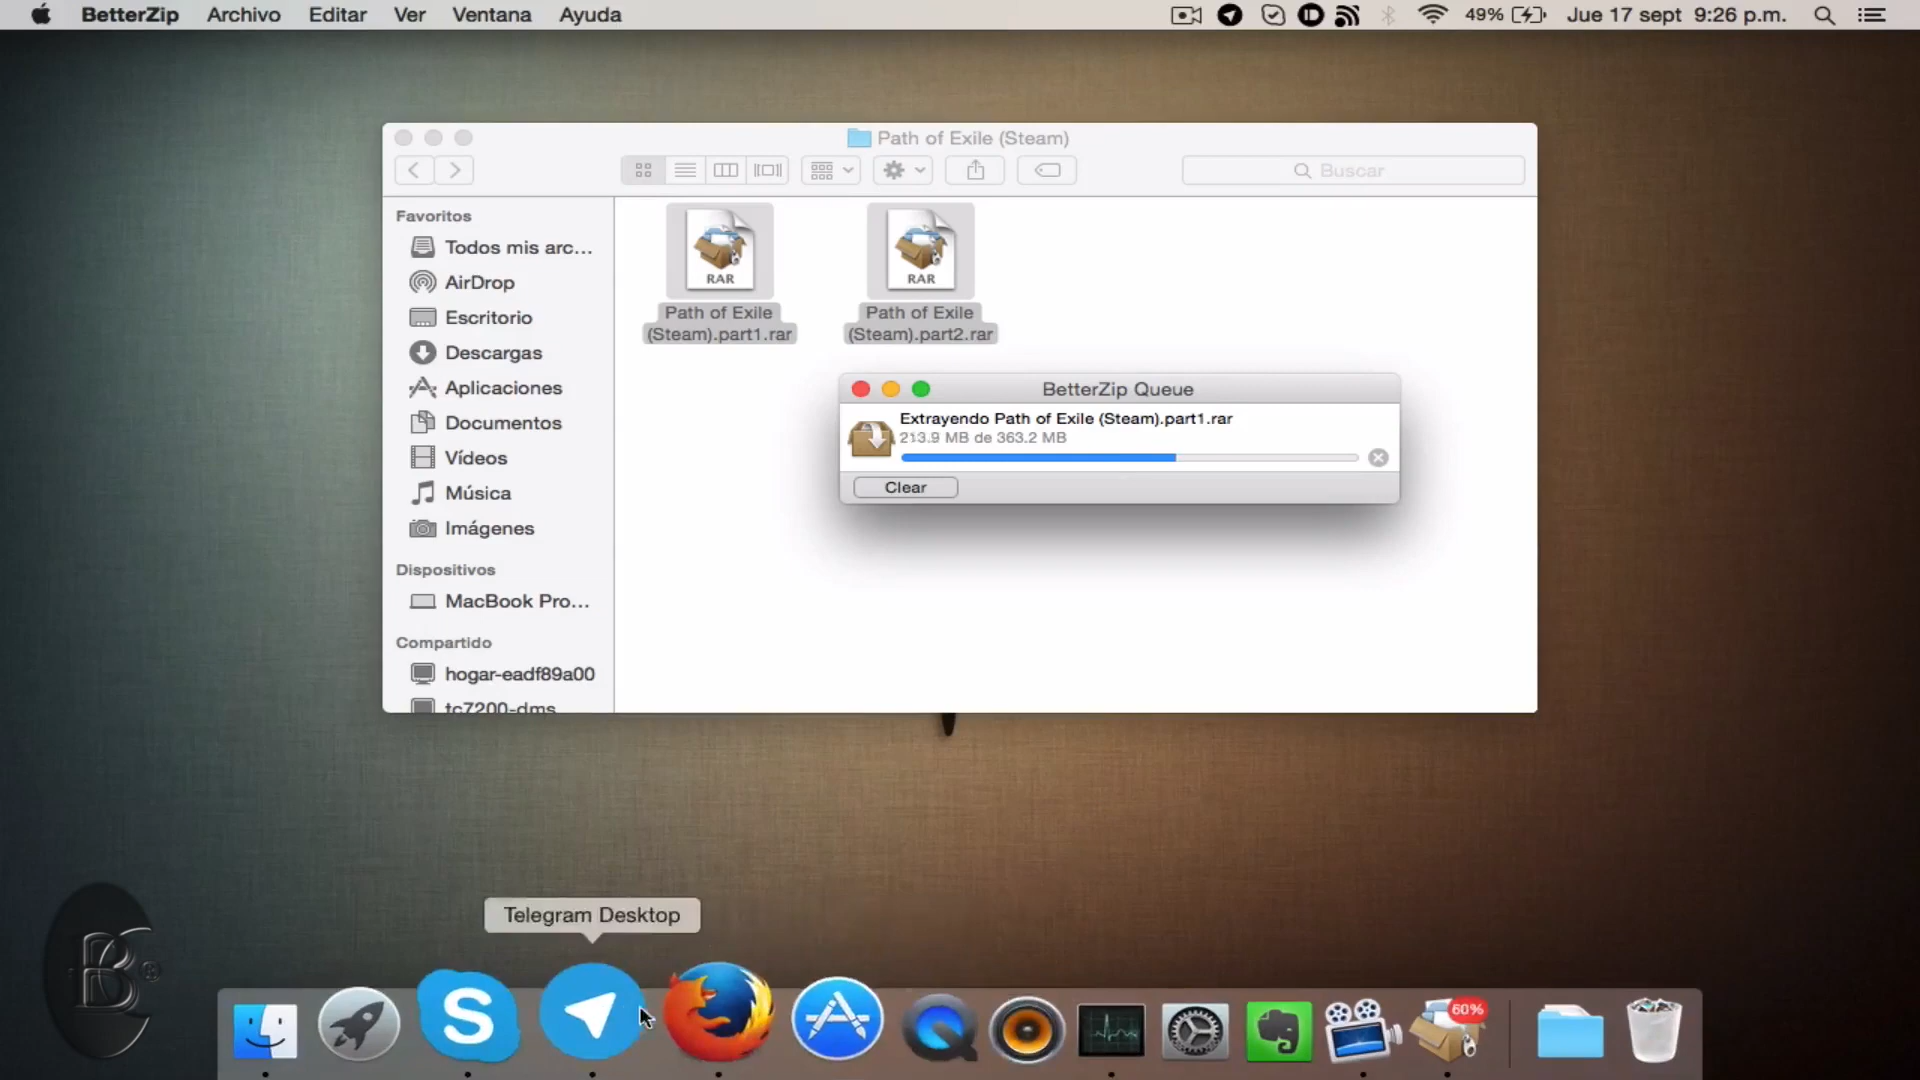 BetterZip Archivo Editar Ver Ventana Ayuda 49% Jue 17 sept 9:26 p.m.
Path of Exile (Steam)
Buscar
Favoritos
Todos mis arc...
AirDrop
Escritorio
Descargas
Aplicaciones
Documentos
Vídeos
Música
Imágenes
Dispositivos
MacBook Pro...
Compartido
hogar-eadf89a00
tc7200-dms
RAR
Path of Exile
(Steam).part1.rar
RAR
Path of Exile
(Steam).part2.rar
BetterZip Queue
Extrayendo Path of Exile (Steam).part1.rar
213.9 MB de 363.2 MB
Clear
Telegram Desktop
60%